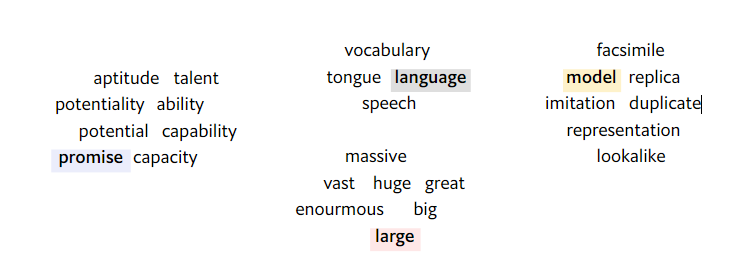 aptitude talent
potentiality ability
potential capability
promise capacity
vocabulary
tongue language
speech
massive
vast huge great
enourmous big
large
facsimile
model replica
imitation duplicate
representation
lookalike